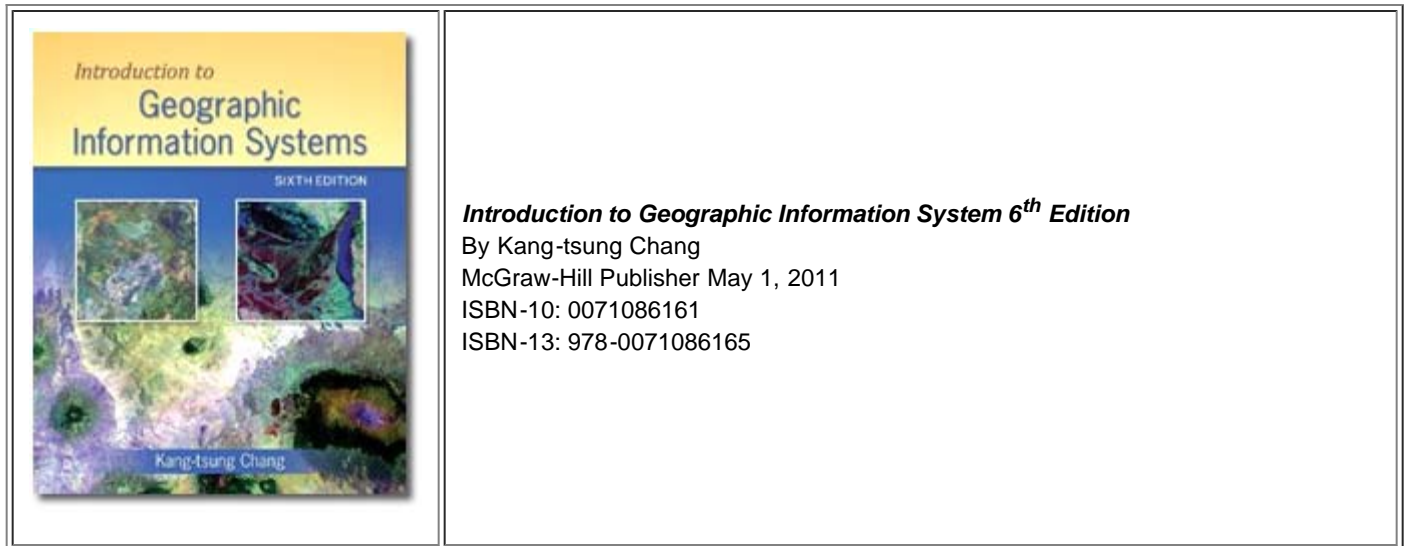 Introduction to
Geographic
Information Systems
SIXTH EDITION
Kang-tsung Chang
Introduction to Geographic Information System 6th Edition
By Kang-tsung Chang
McGraw-Hill Publisher May 1, 2011
ISBN-10: 0071086161
ISBN-13: 978-0071086165